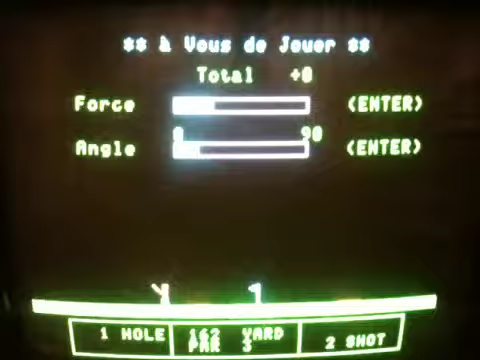 ** à Vous de Jouer **
Total +0
Force (ENTER)
0 90
Angle (ENTER)
1 HOLE 162 YARD
PAR 3 2 SHOT